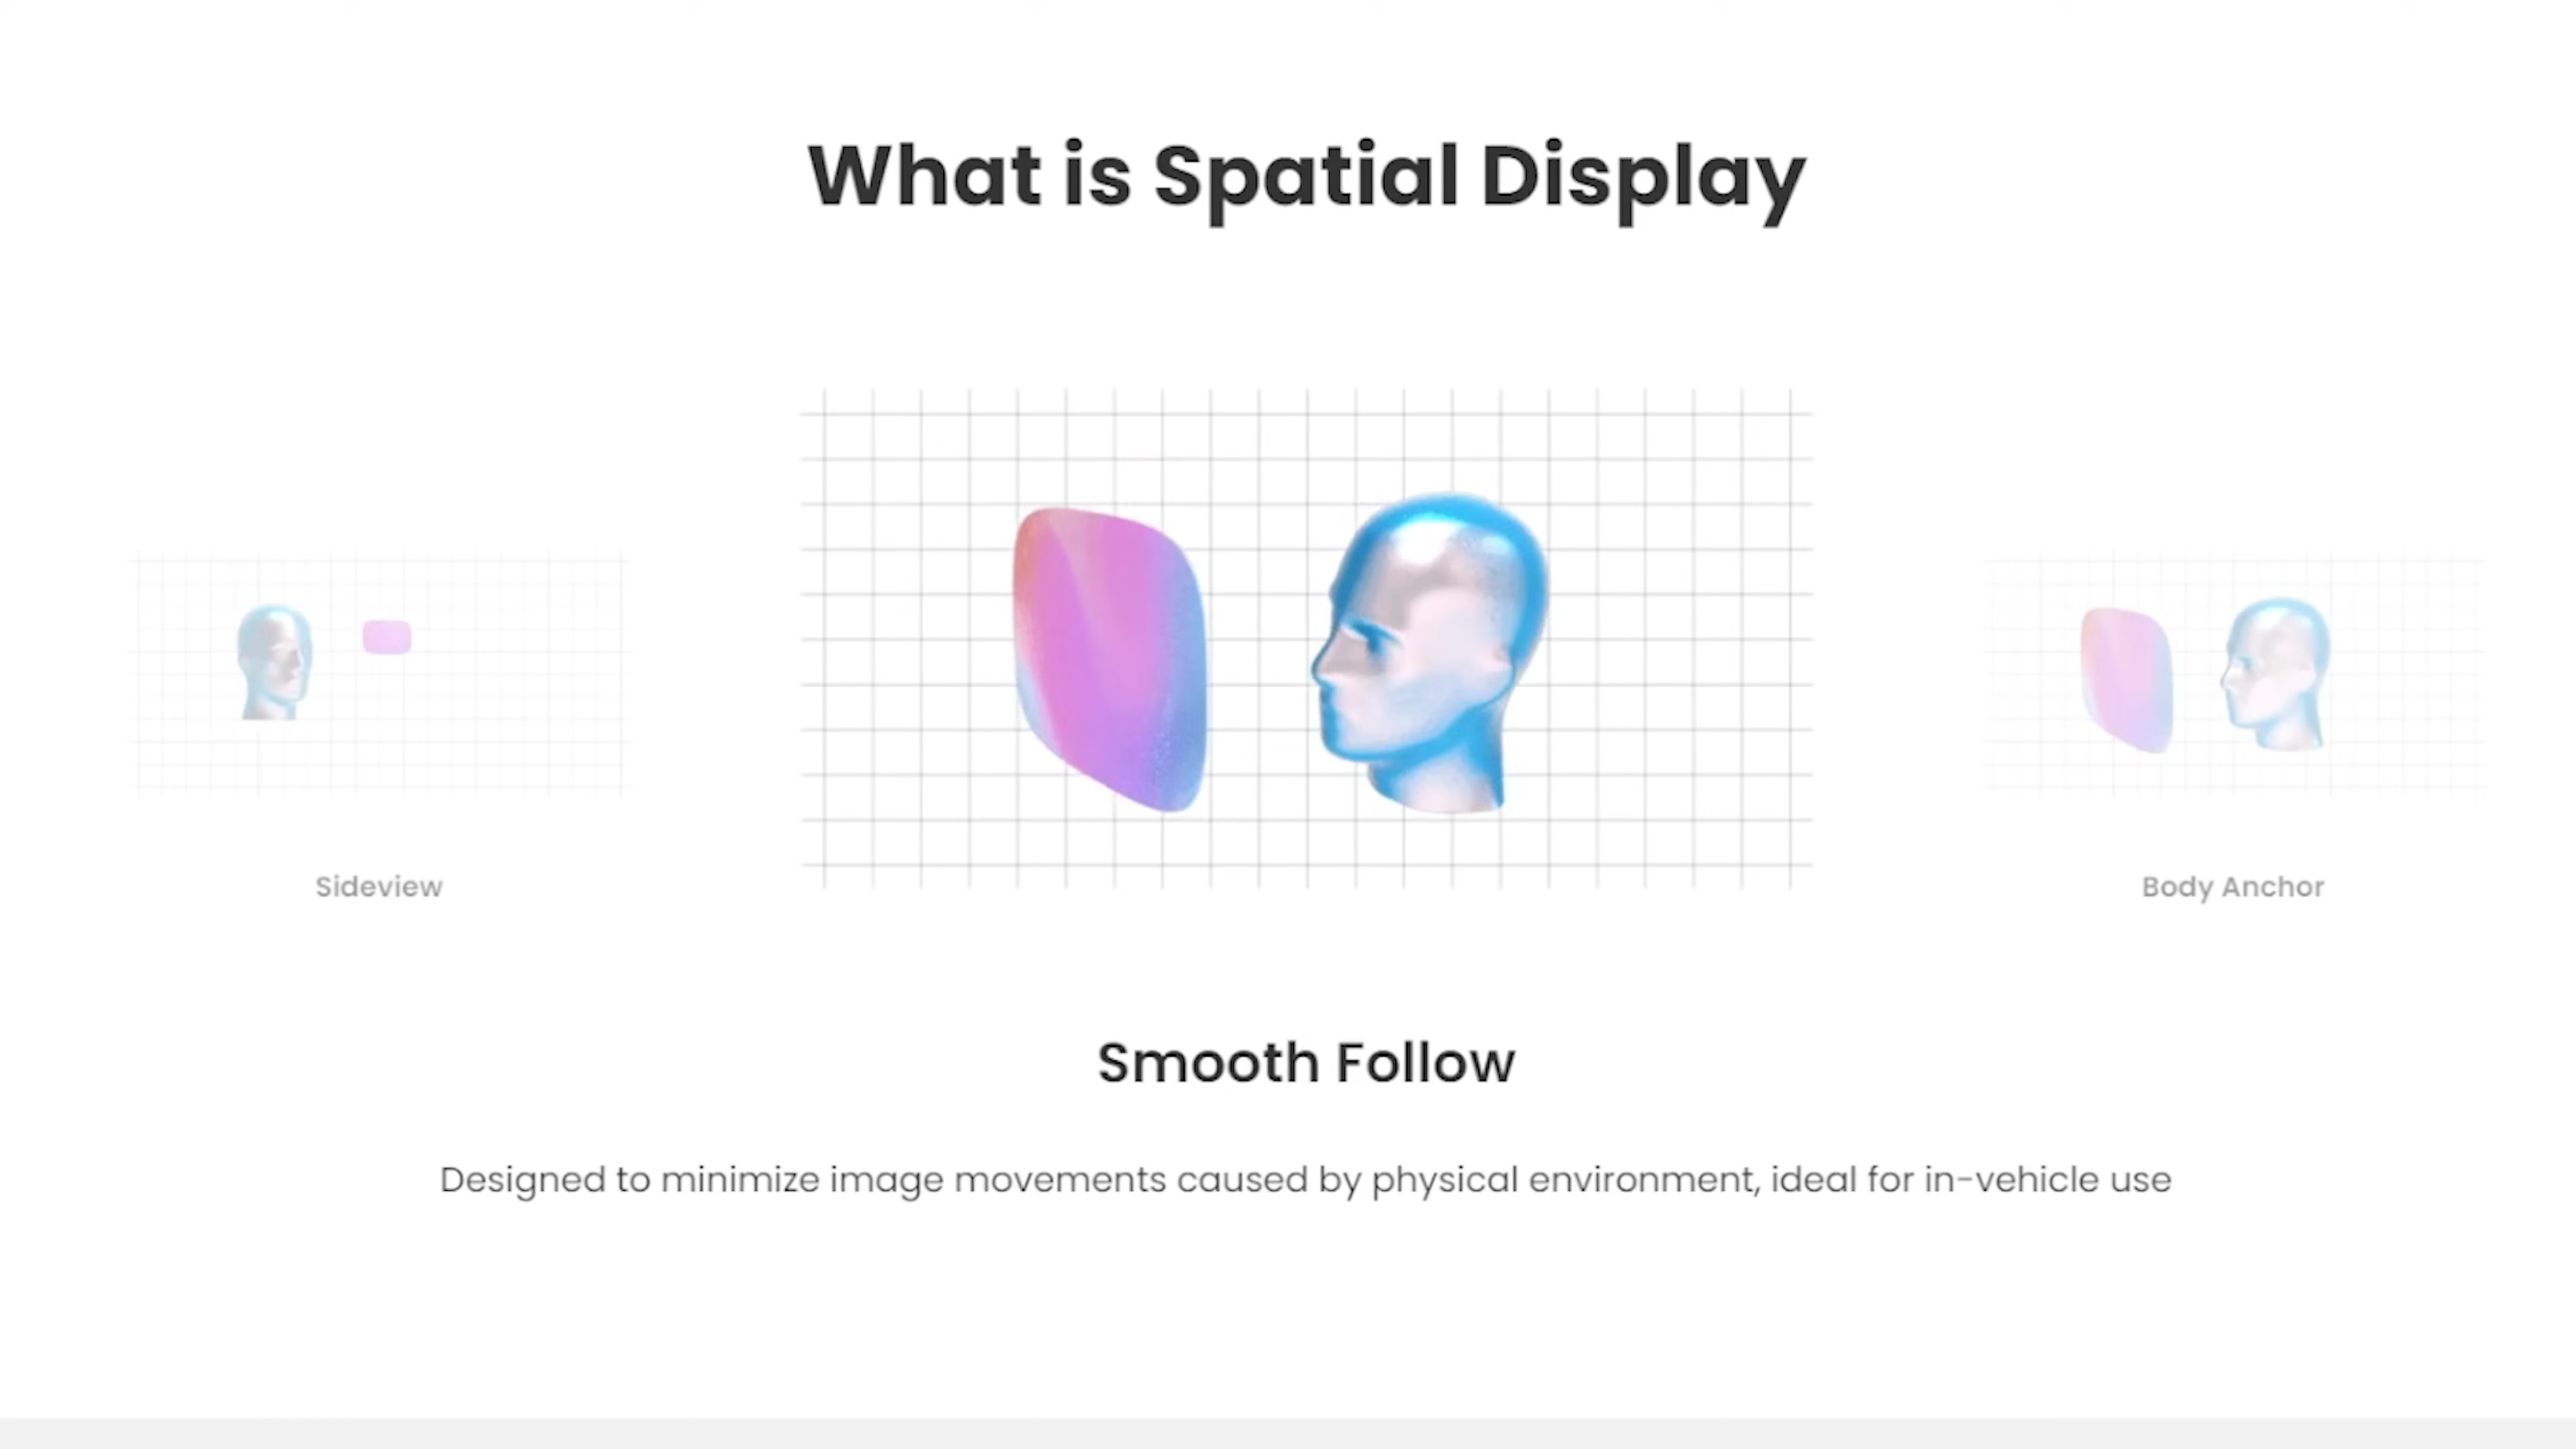 What is Spatial Display
Sideview
Body Anchor
Smooth Follow
Designed to minimize image movements caused by physical environment, ideal for in-vehicle use